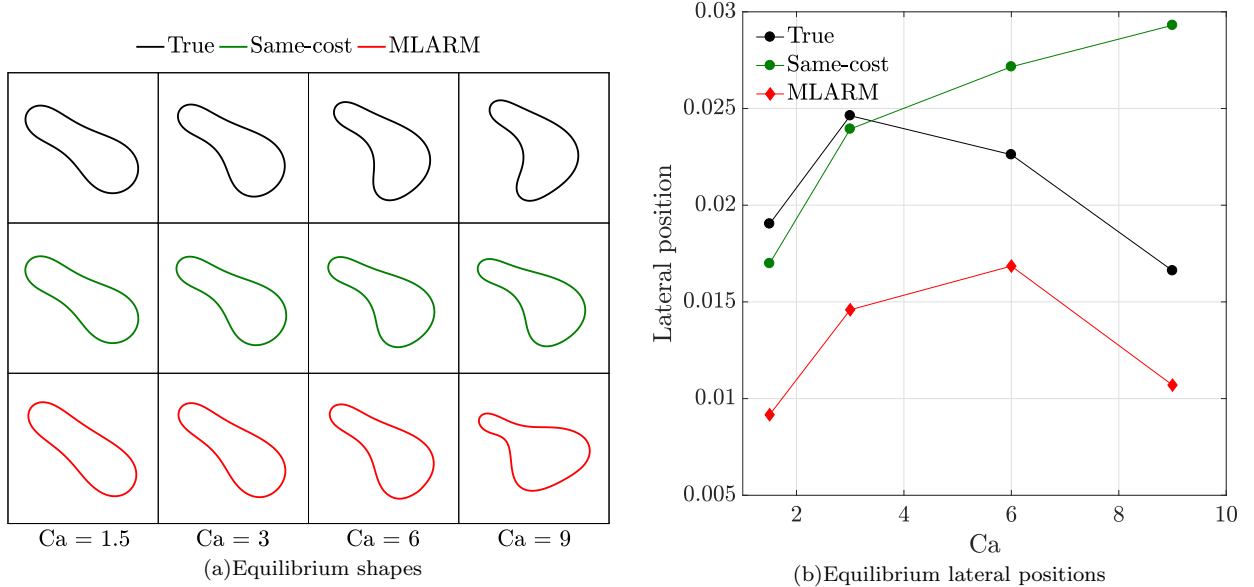 True Same-cost MLARM
Ca = 1.5 Ca = 3 Ca = 6 Ca = 9
(a)Equilibrium shapes
0.03
0.025
0.02
0.015
0.01
0.005
Lateral position
True
Same-cost
MLARM
2 4 6 8 10
Ca
(b)Equilibrium lateral positions